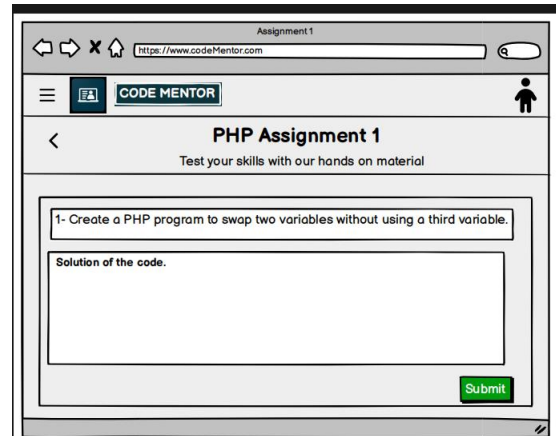 Assignment 1
https://www.codeMentor.com
CODE MENTOR
PHP Assignment 1
Test your skills with our hands on material
1- Create a PHP program to swap two variables without using a third variable.
Solution of the code.
Submit